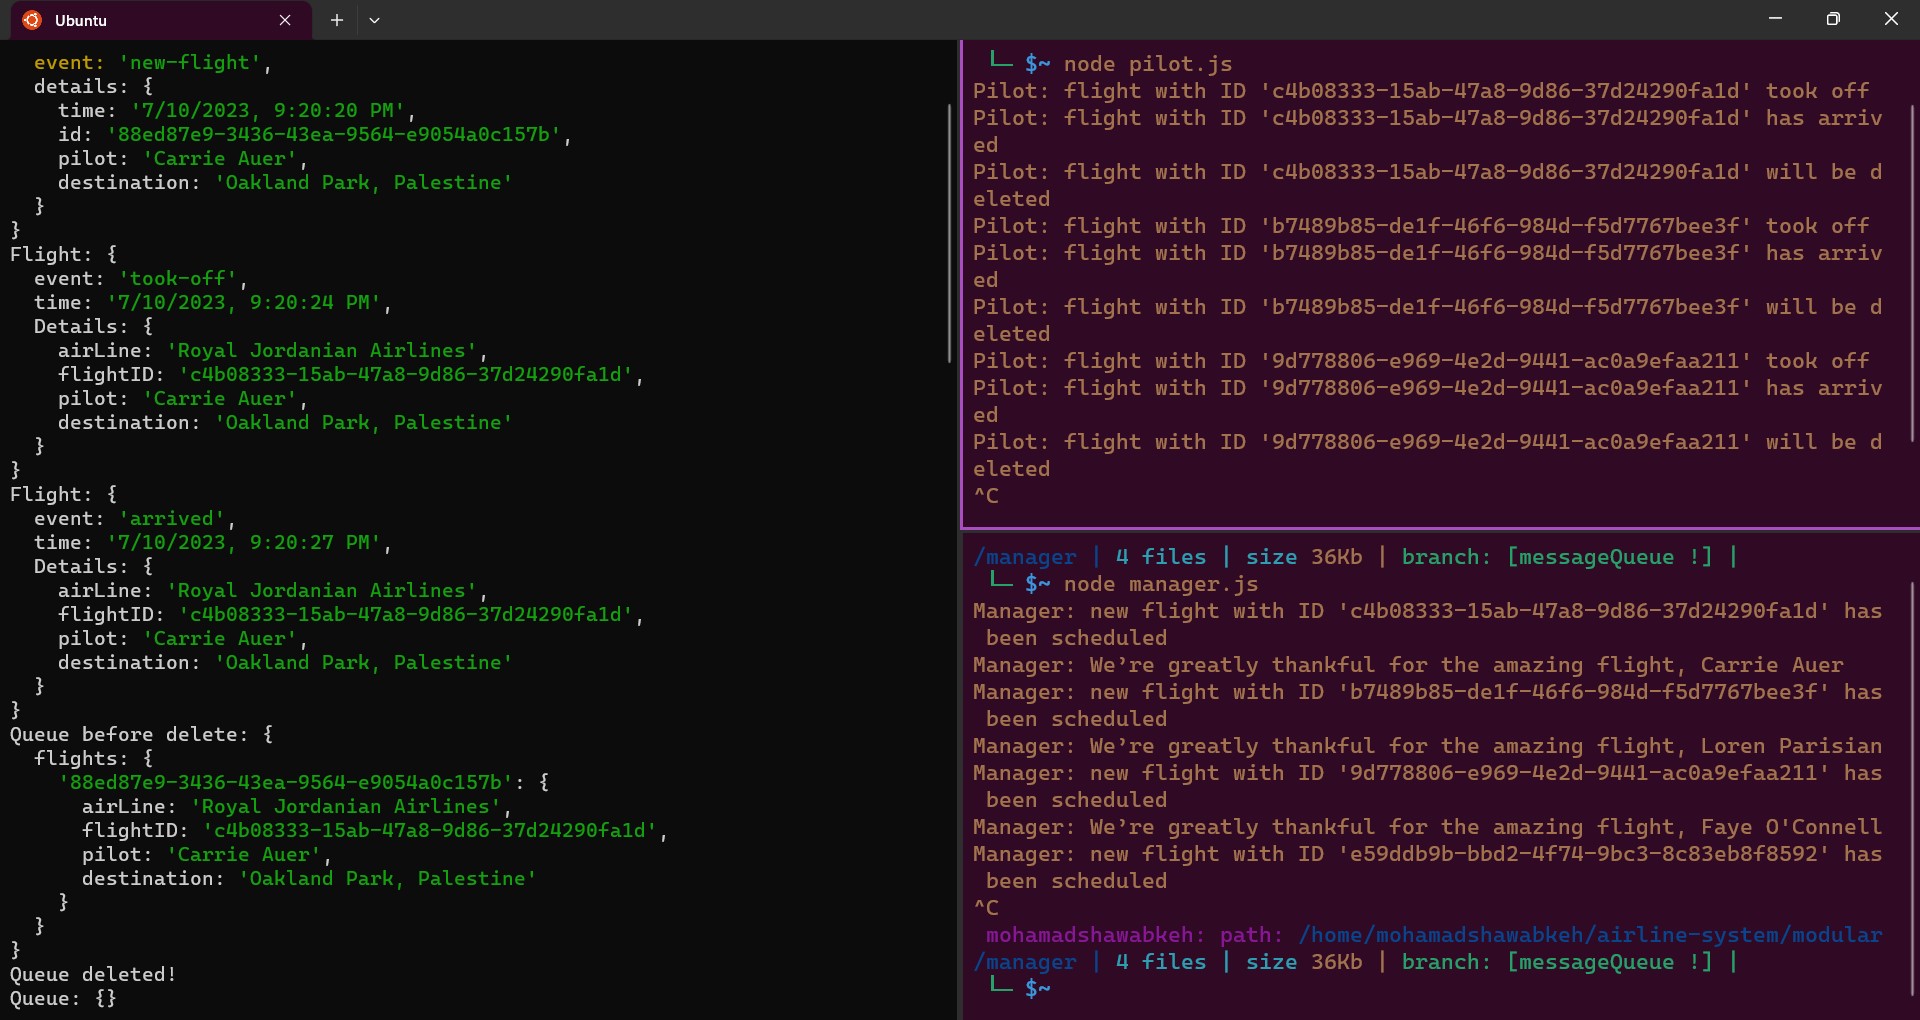 Ubuntu
  event: 'new-flight',
  details: {
    time: '7/10/2023, 9:20:20 PM',
    id: '88ed87e9-3436-43ea-9564-e9054a0c157b',
    pilot: 'Carrie Auer',
    destination: 'Oakland Park, Palestine'
  }
}
Flight: {
  event: 'took-off',
  time: '7/10/2023, 9:20:24 PM',
  Details: {
    airLine: 'Royal Jordanian Airlines',
    flightID: 'c4b08333-15ab-47a8-9d86-37d24290fa1d',
    pilot: 'Carrie Auer',
    destination: 'Oakland Park, Palestine'
  }
}
Flight: {
  event: 'arrived',
  time: '7/10/2023, 9:20:27 PM',
  Details: {
    airLine: 'Royal Jordanian Airlines',
    flightID: 'c4b08333-15ab-47a8-9d86-37d24290fa1d',
    pilot: 'Carrie Auer',
    destination: 'Oakland Park, Palestine'
  }
}
Queue before delete: {
  flights: {
    '88ed87e9-3436-43ea-9564-e9054a0c157b': {
      airLine: 'Royal Jordanian Airlines',
      flightID: 'c4b08333-15ab-47a8-9d86-37d24290fa1d',
      pilot: 'Carrie Auer',
      destination: 'Oakland Park, Palestine'
    }
  }
}
Queue deleted!
Queue: {}
└─ $~ node pilot.js
Pilot: flight with ID 'c4b08333-15ab-47a8-9d86-37d24290fa1d' took off
Pilot: flight with ID 'c4b08333-15ab-47a8-9d86-37d24290fa1d' has arriv
ed
Pilot: flight with ID 'c4b08333-15ab-47a8-9d86-37d24290fa1d' will be d
eleted
Pilot: flight with ID 'b7489b85-de1f-46f6-984d-f5d7767bee3f' took off
Pilot: flight with ID 'b7489b85-de1f-46f6-984d-f5d7767bee3f' has arriv
ed
Pilot: flight with ID 'b7489b85-de1f-46f6-984d-f5d7767bee3f' will be d
eleted
Pilot: flight with ID '9d778806-e969-4e2d-9441-ac0a9efaa211' took off
Pilot: flight with ID '9d778806-e969-4e2d-9441-ac0a9efaa211' has arriv
ed
Pilot: flight with ID '9d778806-e969-4e2d-9441-ac0a9efaa211' will be d
eleted
^C
/manager | 4 files | size 36Kb | branch: [messageQueue !] |
└─ $~ node manager.js
Manager: new flight with ID 'c4b08333-15ab-47a8-9d86-37d24290fa1d' has
 been scheduled
Manager: We’re greatly thankful for the amazing flight, Carrie Auer
Manager: new flight with ID 'b7489b85-de1f-46f6-984d-f5d7767bee3f' has
 been scheduled
Manager: We’re greatly thankful for the amazing flight, Loren Parisian
Manager: new flight with ID '9d778806-e969-4e2d-9441-ac0a9efaa211' has
 been scheduled
Manager: We’re greatly thankful for the amazing flight, Faye O'Connell
Manager: new flight with ID 'e59ddb9b-bbd2-4f74-9bc3-8c83eb8f8592' has
 been scheduled
^C
 mohamadshawabkeh: path: /home/mohamadshawabkeh/airline-system/modular
/manager | 4 files | size 36Kb | branch: [messageQueue !] |
└─ $~